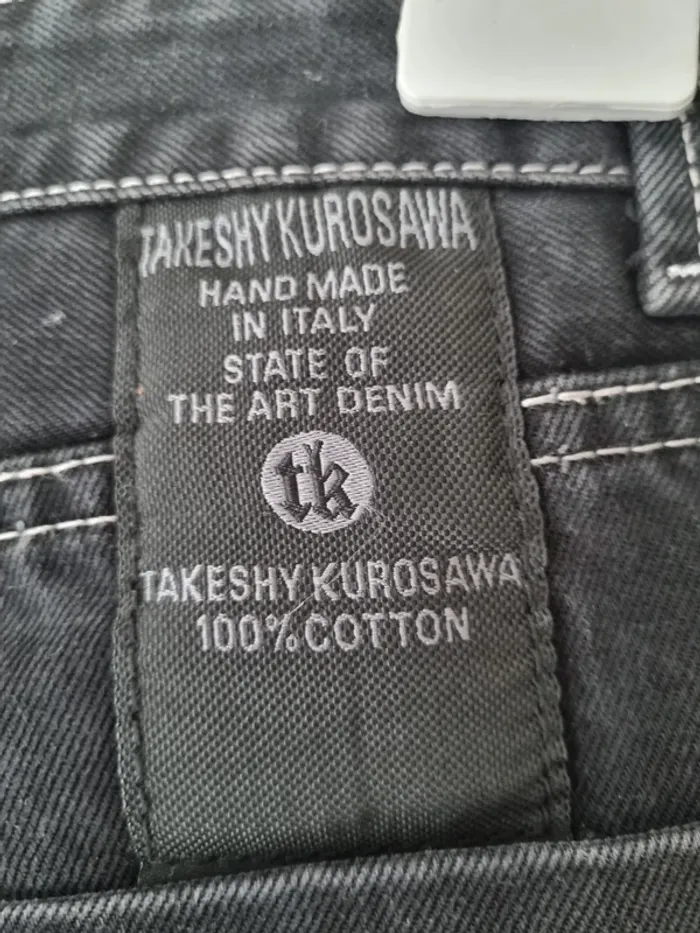 TAKESHY KUROSAWA
HAND MADE
IN ITALY
STATE OF
THE ART DENIM
tk
TAKESHY KUROSAWA
100% COTTON